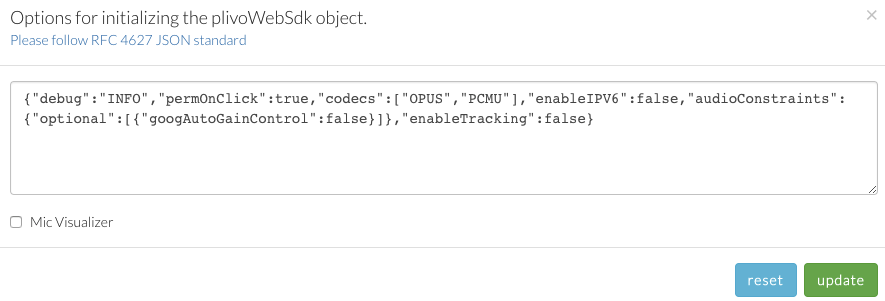 Options for initializing the plivoWebSdk object.
×
Please follow RFC 4627 JSON standard
{"debug":"INFO","permOnClick":true,"codecs":["OPUS","PCMU"],"enableIPV6":false,"audioConstraints":
{"optional":[{"googAutoGainControl":false}]},"enableTracking":false}
Mic Visualizer
reset update